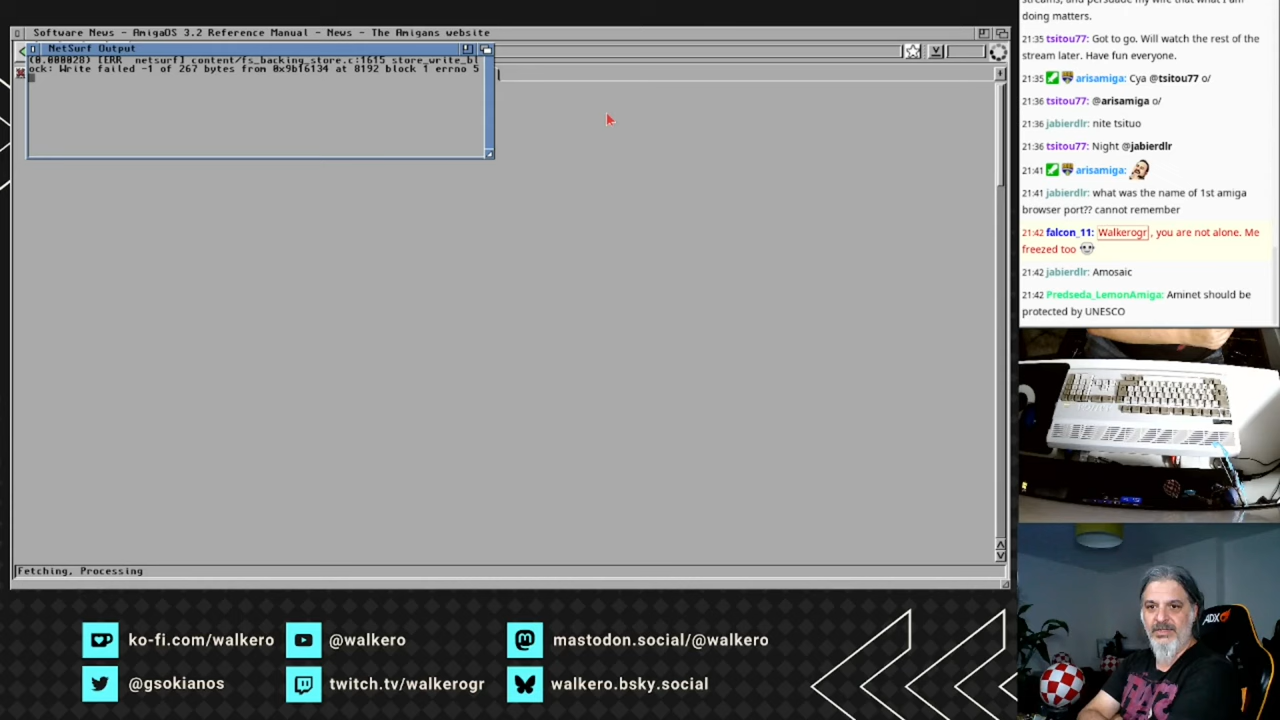 Software News - AmigaOS 3.2 Reference Manual - News - The Amigans website
NetSurf Output
(0.000028) [ERR  netsurf] content/fs_backing_store.c:1615 store_write_bl
ock: Write failed -1 of 267 bytes from 0x9bf6134 at 8192 block 1 errno 5
Fetching, Processing
streams, and persuade my wife that what I am
doing matters.
21:35 tsitou77: Got to go. Will watch the rest of the
stream later. Have fun everyone.
21:35 arisamiga: Cya @tsitou77 o/
21:36 tsitou77: @arisamiga o/
21:36 jabierdlr: nite tsituo
21:36 tsitou77: Night @jabierdlr
21:41 arisamiga:
21:41 jabierdlr: what was the name of 1st amiga
browser port?? cannot remember
21:42 falcon_11: Walkerogr, you are not alone. Me
freezed too
21:42 jabierdlr: Amosaic
21:42 Predseda_LemonAmiga: Aminet should be
protected by UNESCO
ADX
ko-fi.com/walkero
@walkero
mastodon.social/@walkero
@gsokianos
twitch.tv/walkerogr
walkero.bsky.social